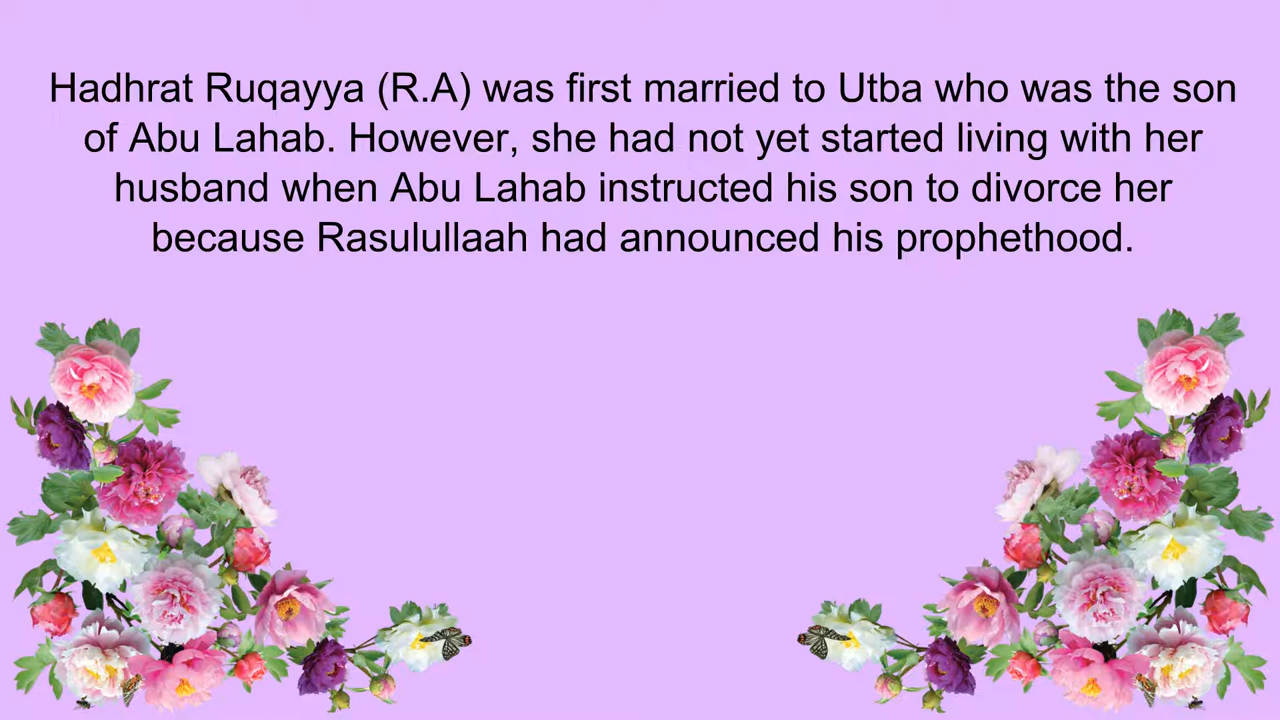 Hadhrat Ruqayya (R.A) was first married to Utba who was the son
of Abu Lahab. However, she had not yet started living with her
husband when Abu Lahab instructed his son to divorce her
because Rasulullaah had announced his prophethood.